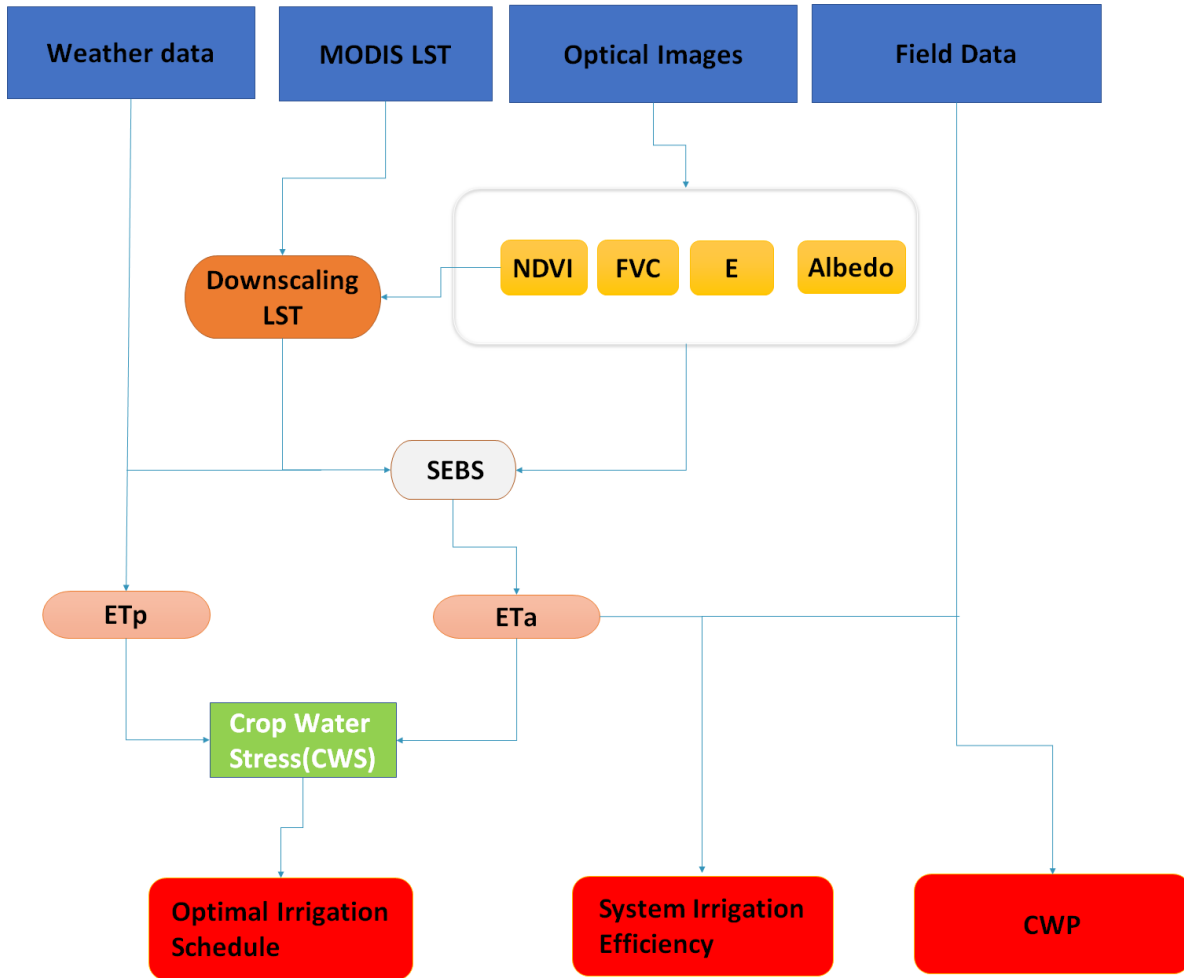 Weather data
MODIS LST
Optical Images
Field Data
NDVI
FVC
E
Albedo
Downscaling
LST
SEBS
ETp
ETa
Crop Water
Stress(CWS)
Optimal Irrigation
Schedule
System Irrigation
Efficiency
CWP